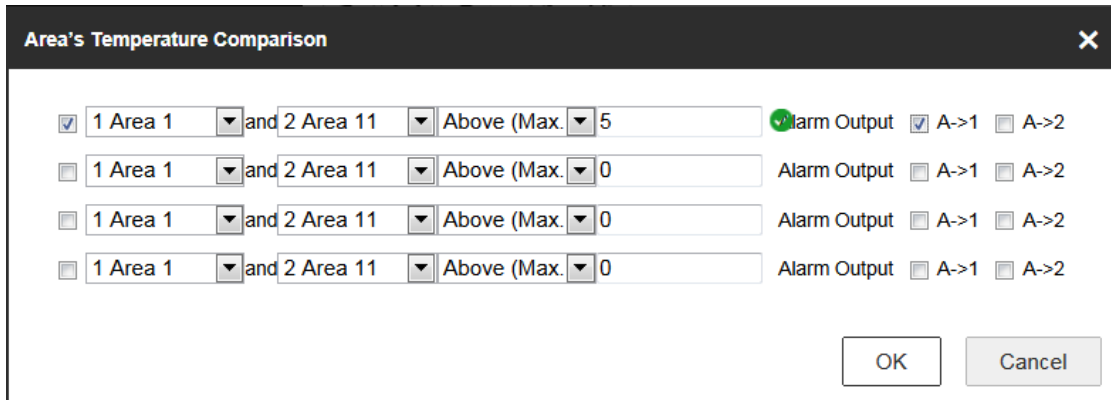 Area's Temperature Comparison
1 Area 1 and 2 Area 11 Above (Max. 5 larm Output A->1 A->2
1 Area 1 and 2 Area 11 Above (Max. 0 Alarm Output A->1 A->2
1 Area 1 and 2 Area 11 Above (Max. 0 Alarm Output A->1 A->2
1 Area 1 and 2 Area 11 Above (Max. 0 Alarm Output A->1 A->2
OK Cancel